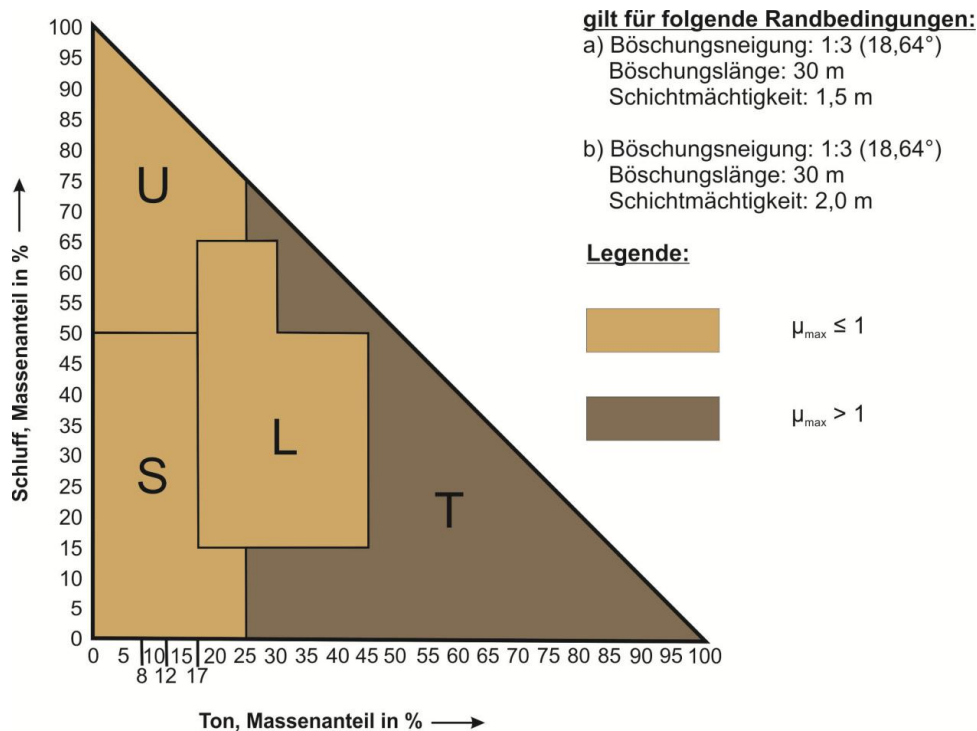 gilt für folgende Randbedingungen:
a) Böschungsneigung: 1:3 (18,64°)
Böschungslänge: 30 m
Schichtmächtigkeit: 1,5 m
b) Böschungsneigung: 1:3 (18,64°)
Böschungslänge: 30 m
Schichtmächtigkeit: 2,0 m
Legende:
μmax ≤ 1
μmax > 1
Schluff, Massenanteil in %
100
95
90
85
80
75
70
65
60
55
50
45
40
35
30
25
20
15
10
5
0
U
S
L
T
0 5 10 15 20 25 30 35 40 45 50 55 60 65 70 75 80 85 90 95 100
8 12 17
Ton, Massenanteil in %